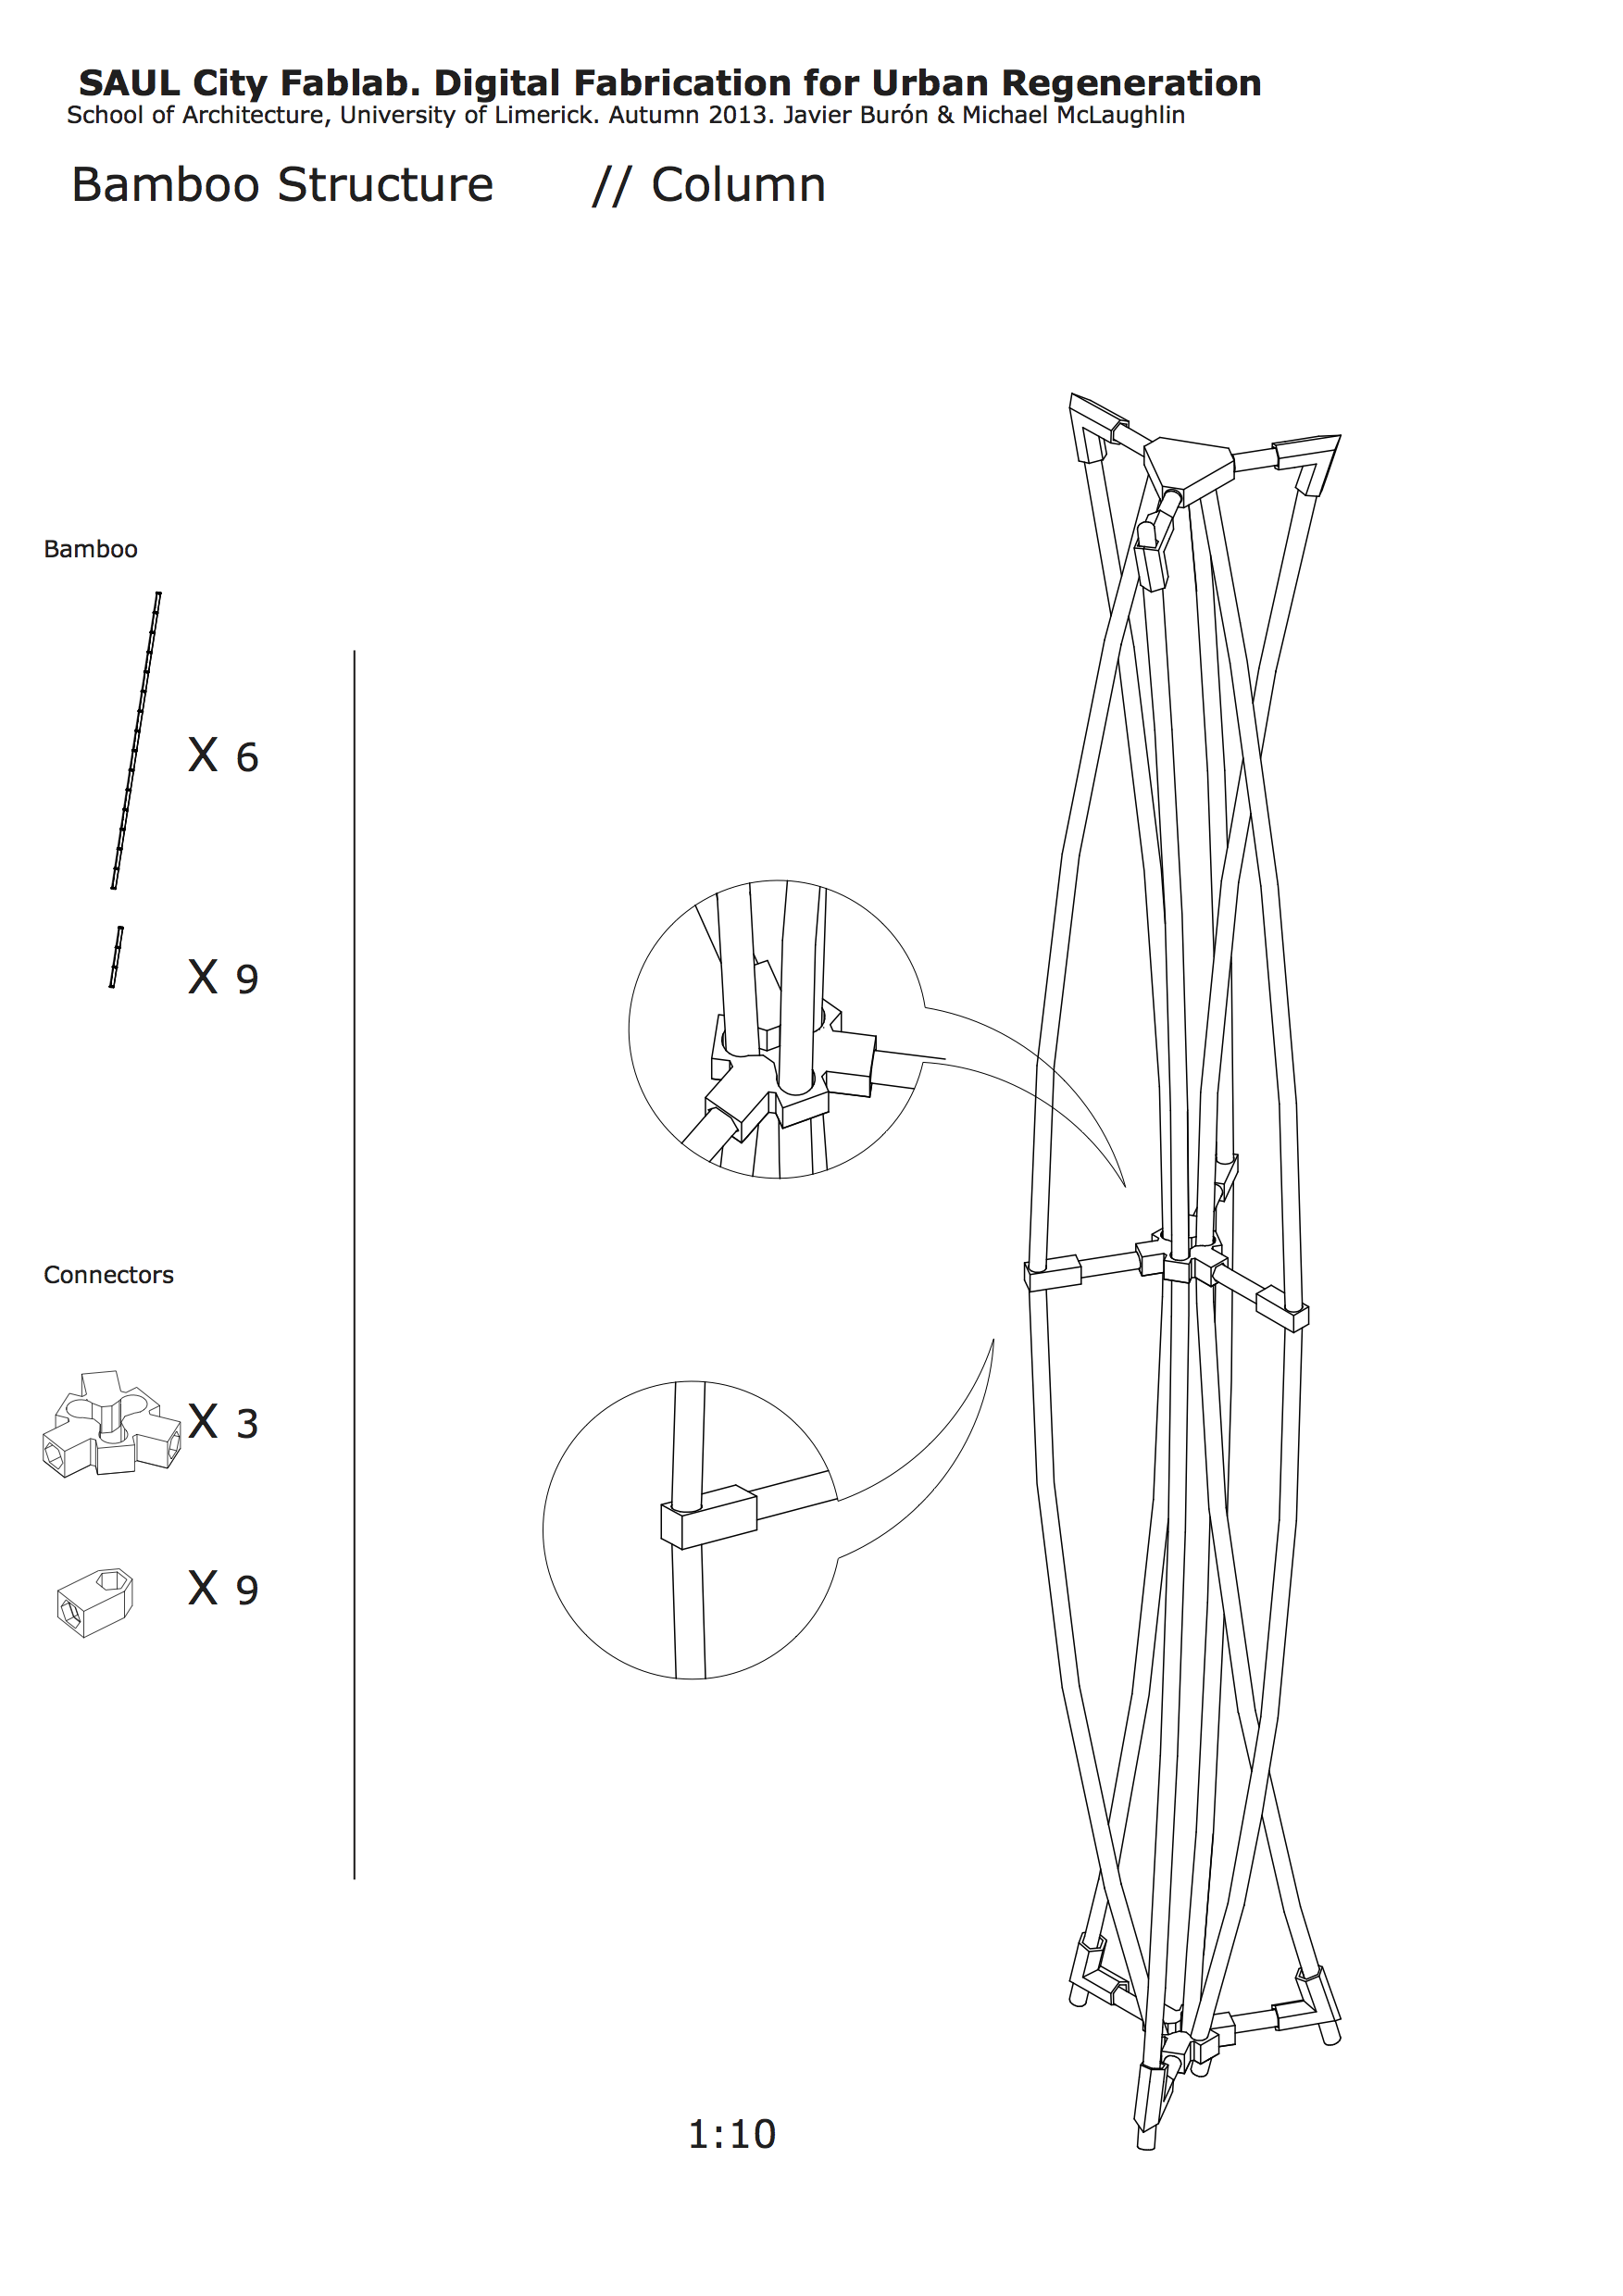 SAUL City Fablab. Digital Fabrication for Urban Regeneration
School of Architecture, University of Limerick. Autumn 2013. Javier Burón & Michael McLaughlin
Bamboo Structure // Column
Bamboo
X 6
X 9
Connectors
X 3
X 9
1:10